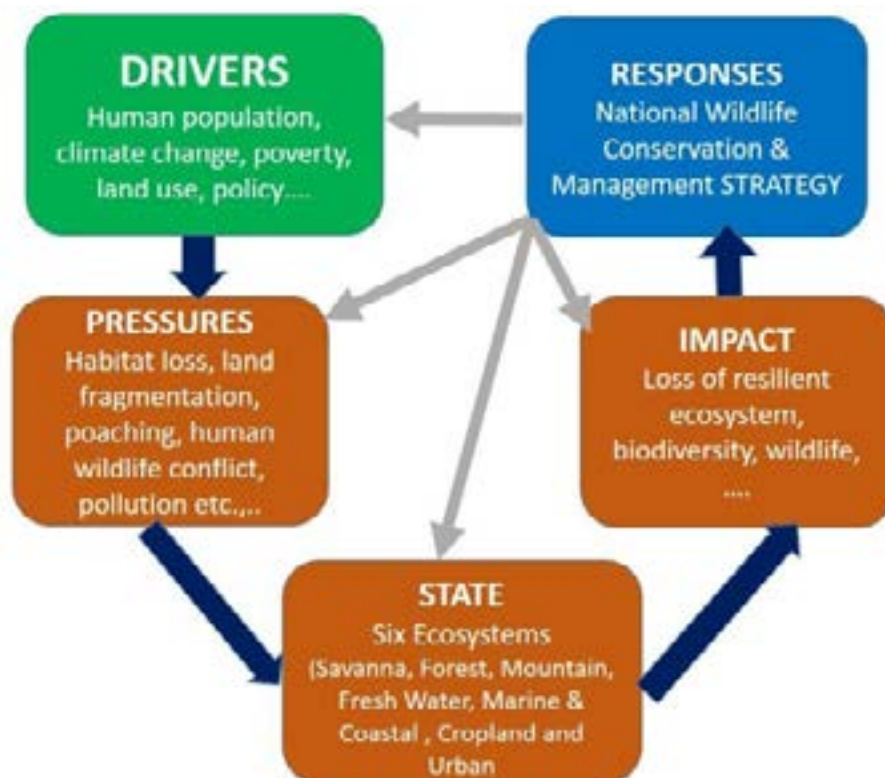 DRIVERS
Human population,
climate change, poverty,
land use, policy....
RESPONSES
National Wildlife
Conservation &
Management STRATEGY
PRESSURES
Habitat loss, land
fragmentation,
poaching, human
wildlife conflict,
pollution etc.,..
IMPACT
Loss of resilient
ecosystem,
biodiversity, wildlife,
....
STATE
Six Ecosystems
(Savanna, Forest, Mountain,
Fresh Water, Marine &
Coastal , Cropland and
Urban